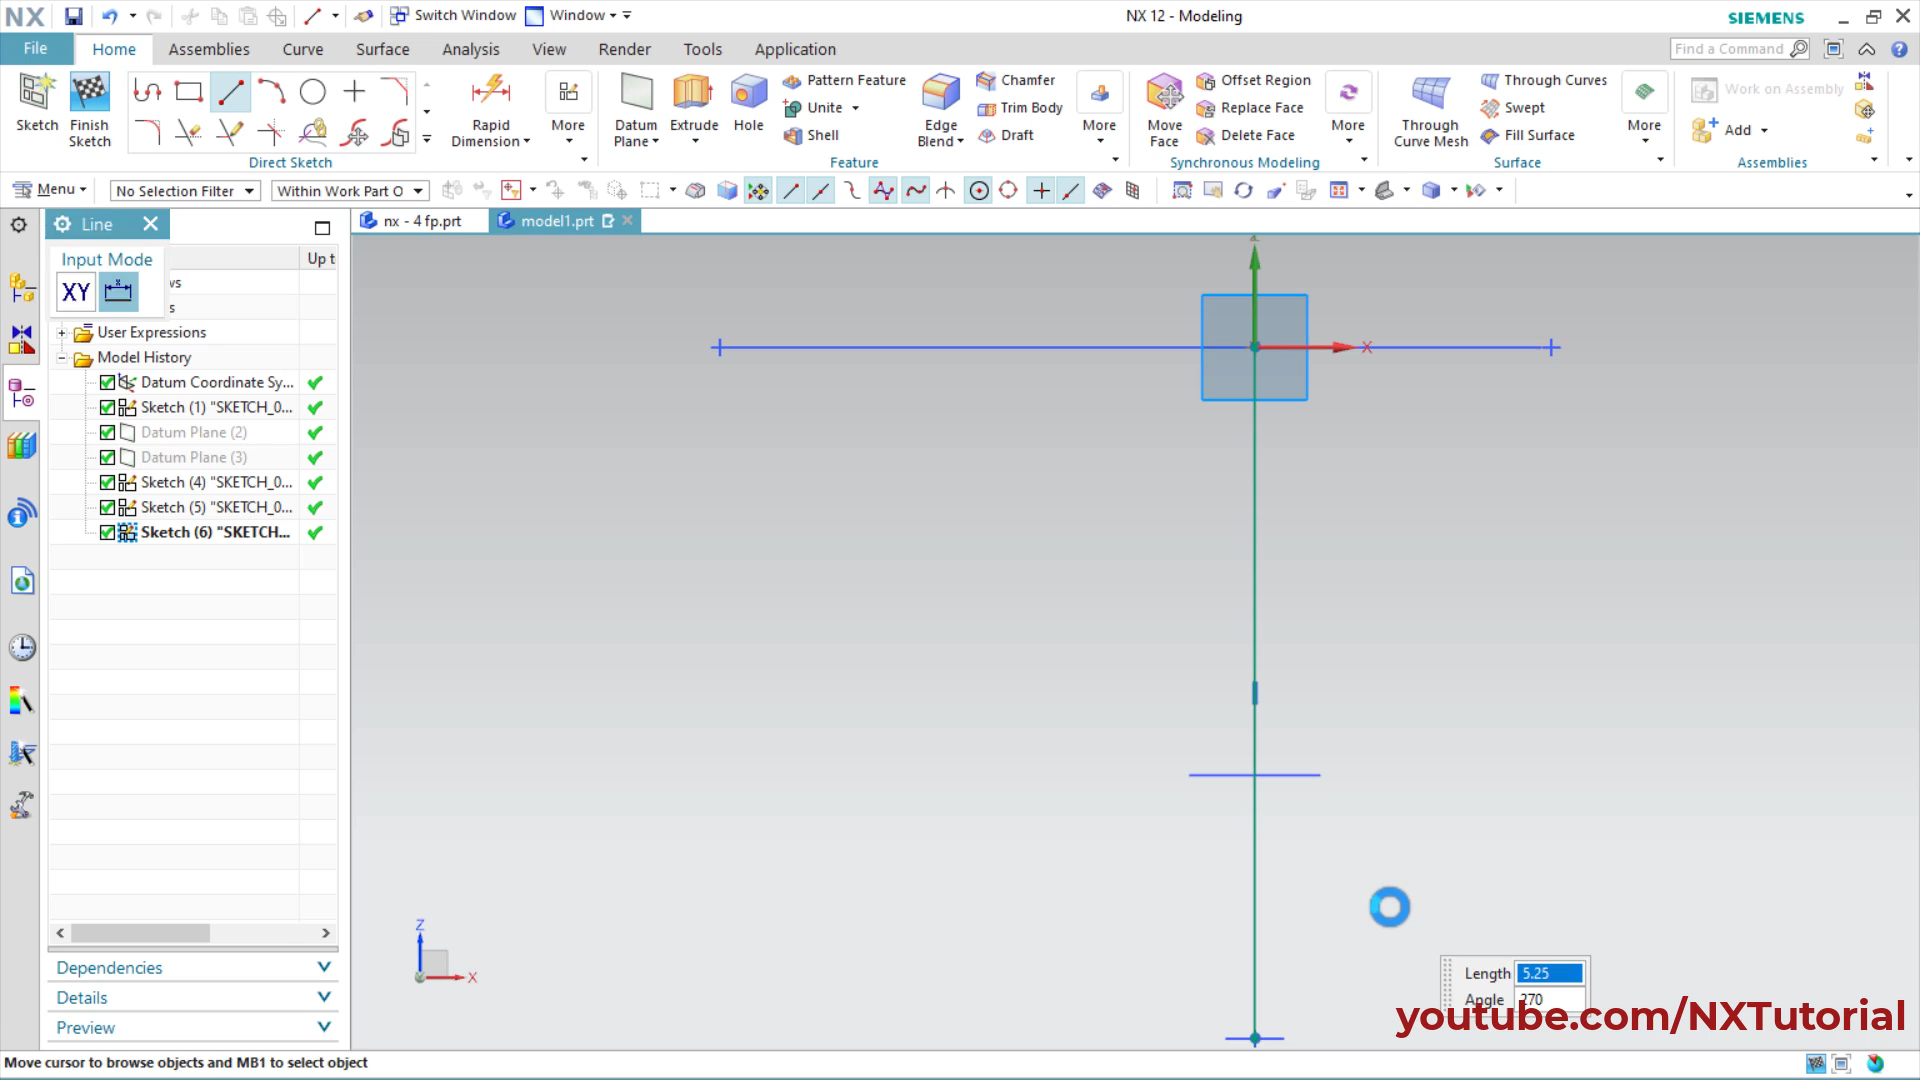 NX
Switch Window
Window
NX 12 - Modeling
SIEMENS
File
Home
Assemblies
Curve
Surface
Analysis
View
Render
Tools
Application
Find a Command
Sketch
Finish Sketch
Rapid Dimension
More
Direct Sketch
Datum Plane
Extrude
Hole
Pattern Feature
Unite
Shell
Edge Blend
Chamfer
Trim Body
Draft
More
Feature
Move Face
Offset Region
Replace Face
Delete Face
More
Synchronous Modeling
Through Curve Mesh
Through Curves
Swept
Fill Surface
More
Surface
Work on Assembly
Add
Assemblies
Menu
No Selection Filter
Within Work Part O
Line
nx - 4 fp.prt
model1.prt
Input Mode
Up t
XY
vs
s
User Expressions
Model History
Datum Coordinate Sy...
Sketch (1) "SKETCH_0...
Datum Plane (2)
Datum Plane (3)
Sketch (4) "SKETCH_0...
Sketch (5) "SKETCH_0...
Sketch (6) "SKETCH...
Dependencies
Details
Preview
X
Z
X
Length 5.25
Angle 270
youtube.com/NXTutorial
Move cursor to browse objects and MB1 to select object